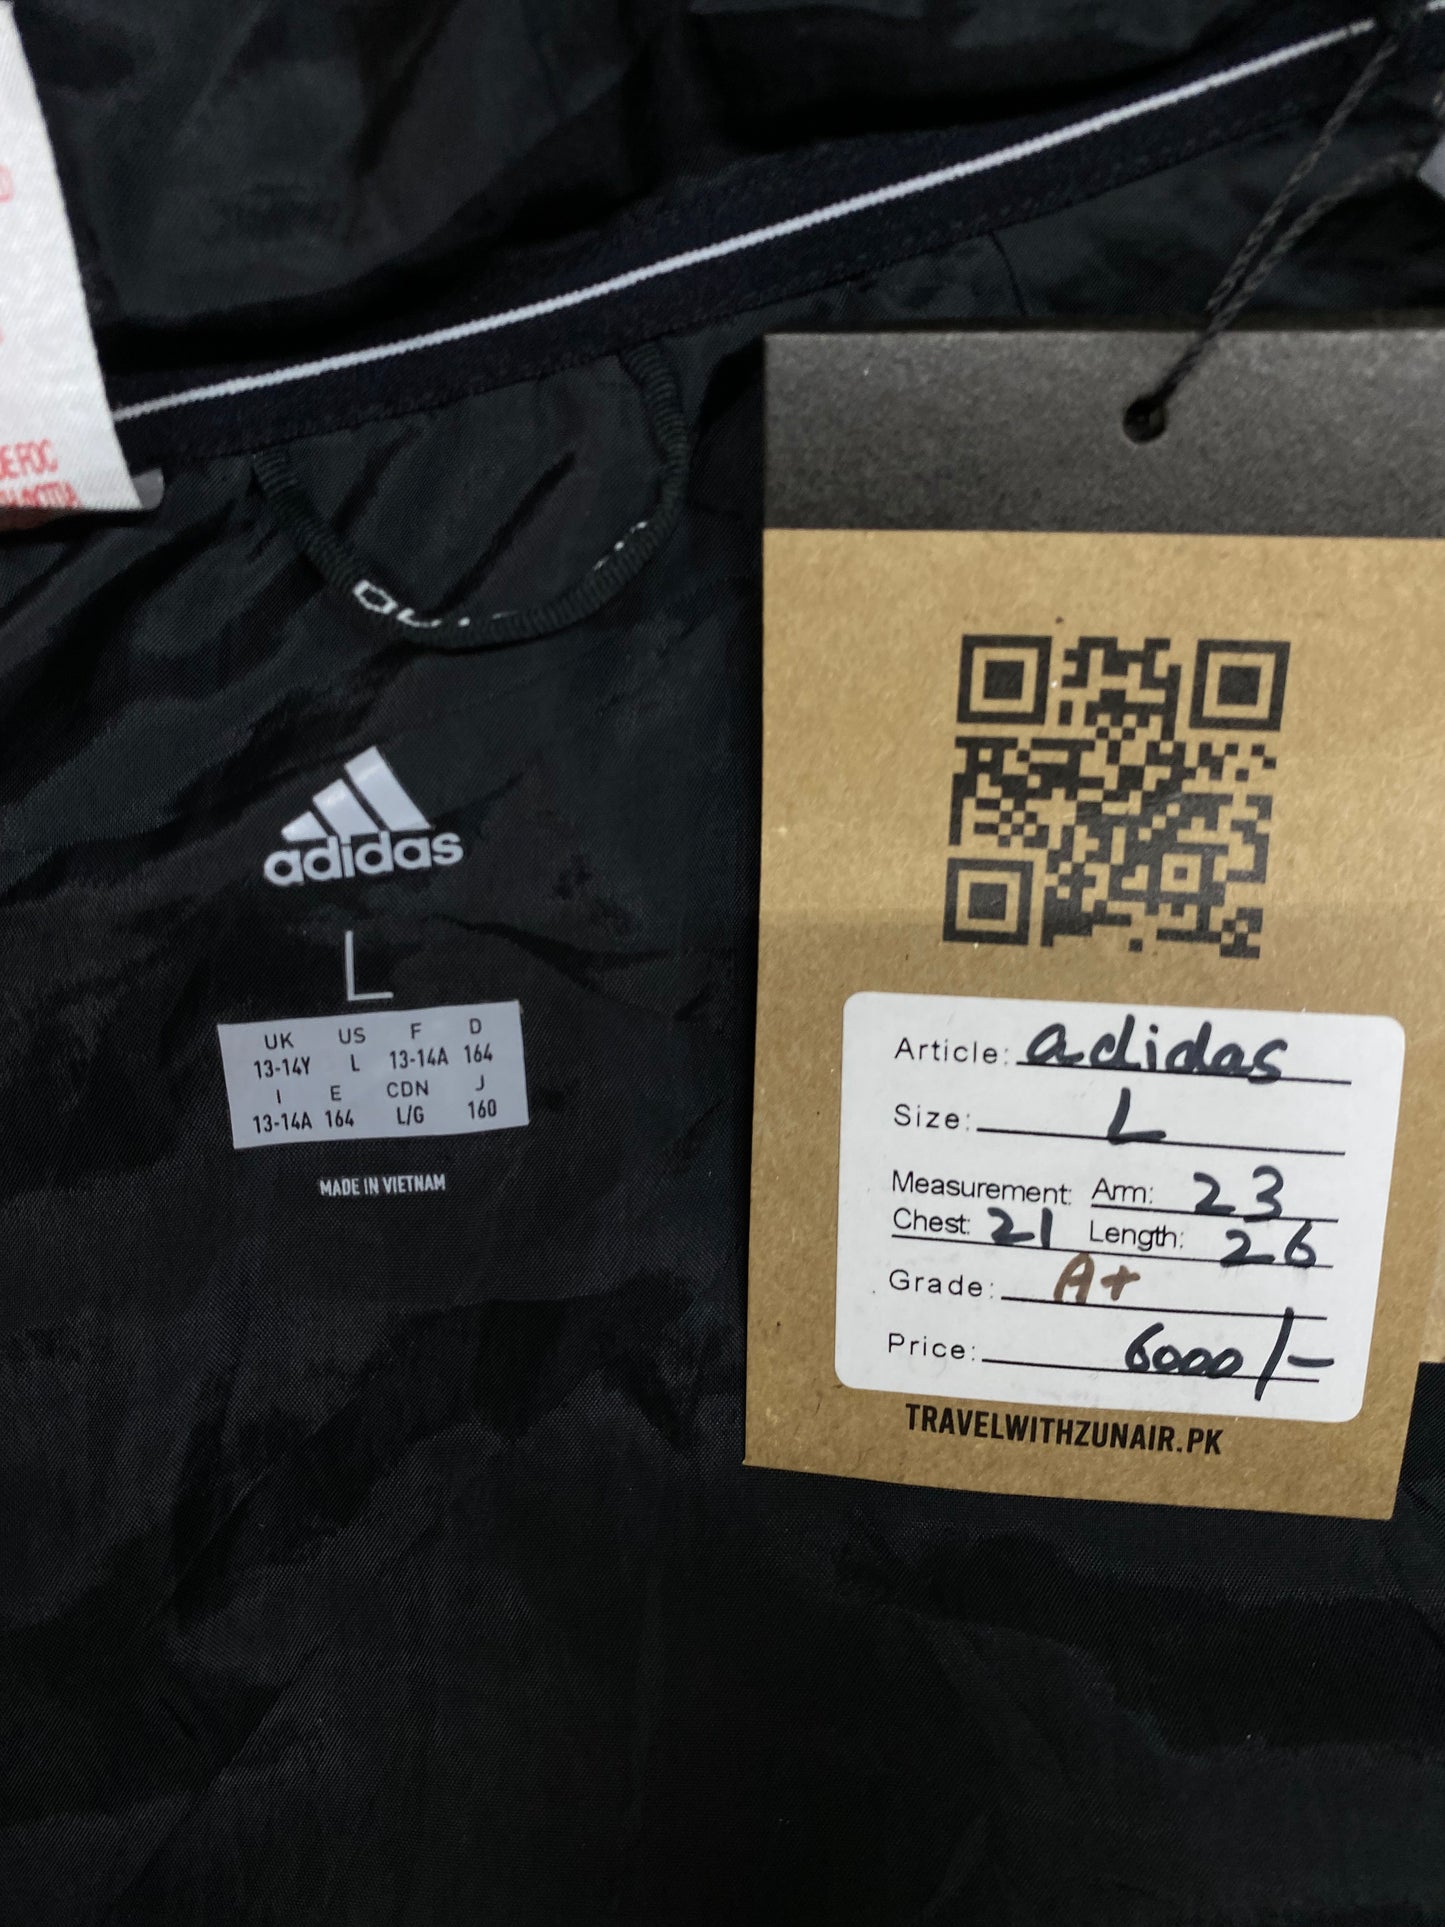 adidas
L
UK US F D
13-14Y L 13-14A 164
I E CDN J
13-14A 164 L/G 160
MADE IN VIETNAM
Article: adidas
Size: L
Measurement: Arm: 23
Chest: 21 Length: 26
Grade: A+
Price: 6000/-
TRAVELWITHZUNAIR.PK